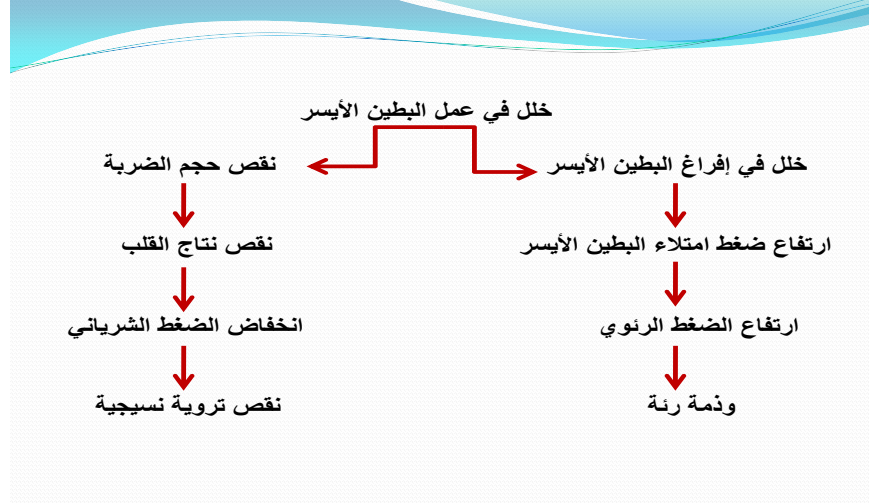 خلل في عمل البطين الأيسر
خلل في إفراغ البطين الأيسر
نقص حجم الضربة
ارتفاع ضغط امتلاء البطين الأيسر
نقص نتاج القلب
ارتفاع الضغط الرئوي
انخفاض الضغط الشرياني
وذمة رئة
نقص تروية نسيجية